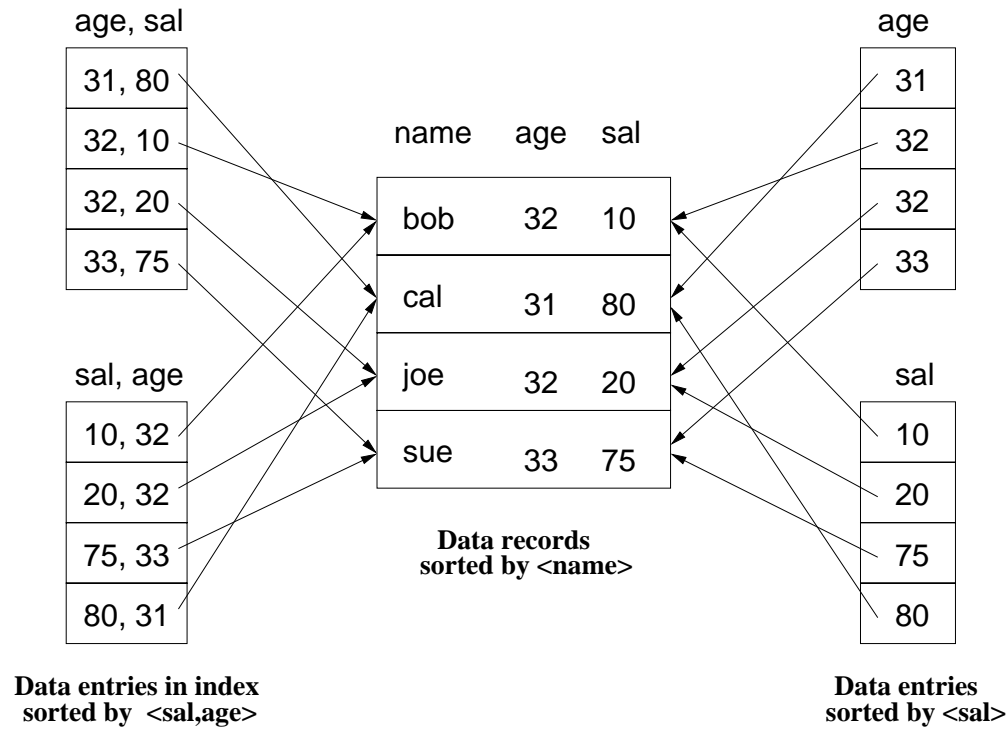 age, sal
31, 80
32, 10
32, 20
33, 75
sal, age
10, 32
20, 32
75, 33
80, 31
Data entries in index
sorted by <sal,age>
name age sal
bob 32 10
cal 31 80
joe 32 20
sue 33 75
Data records
sorted by <name>
age
31
32
32
33
sal
10
20
75
80
Data entries
sorted by <sal>